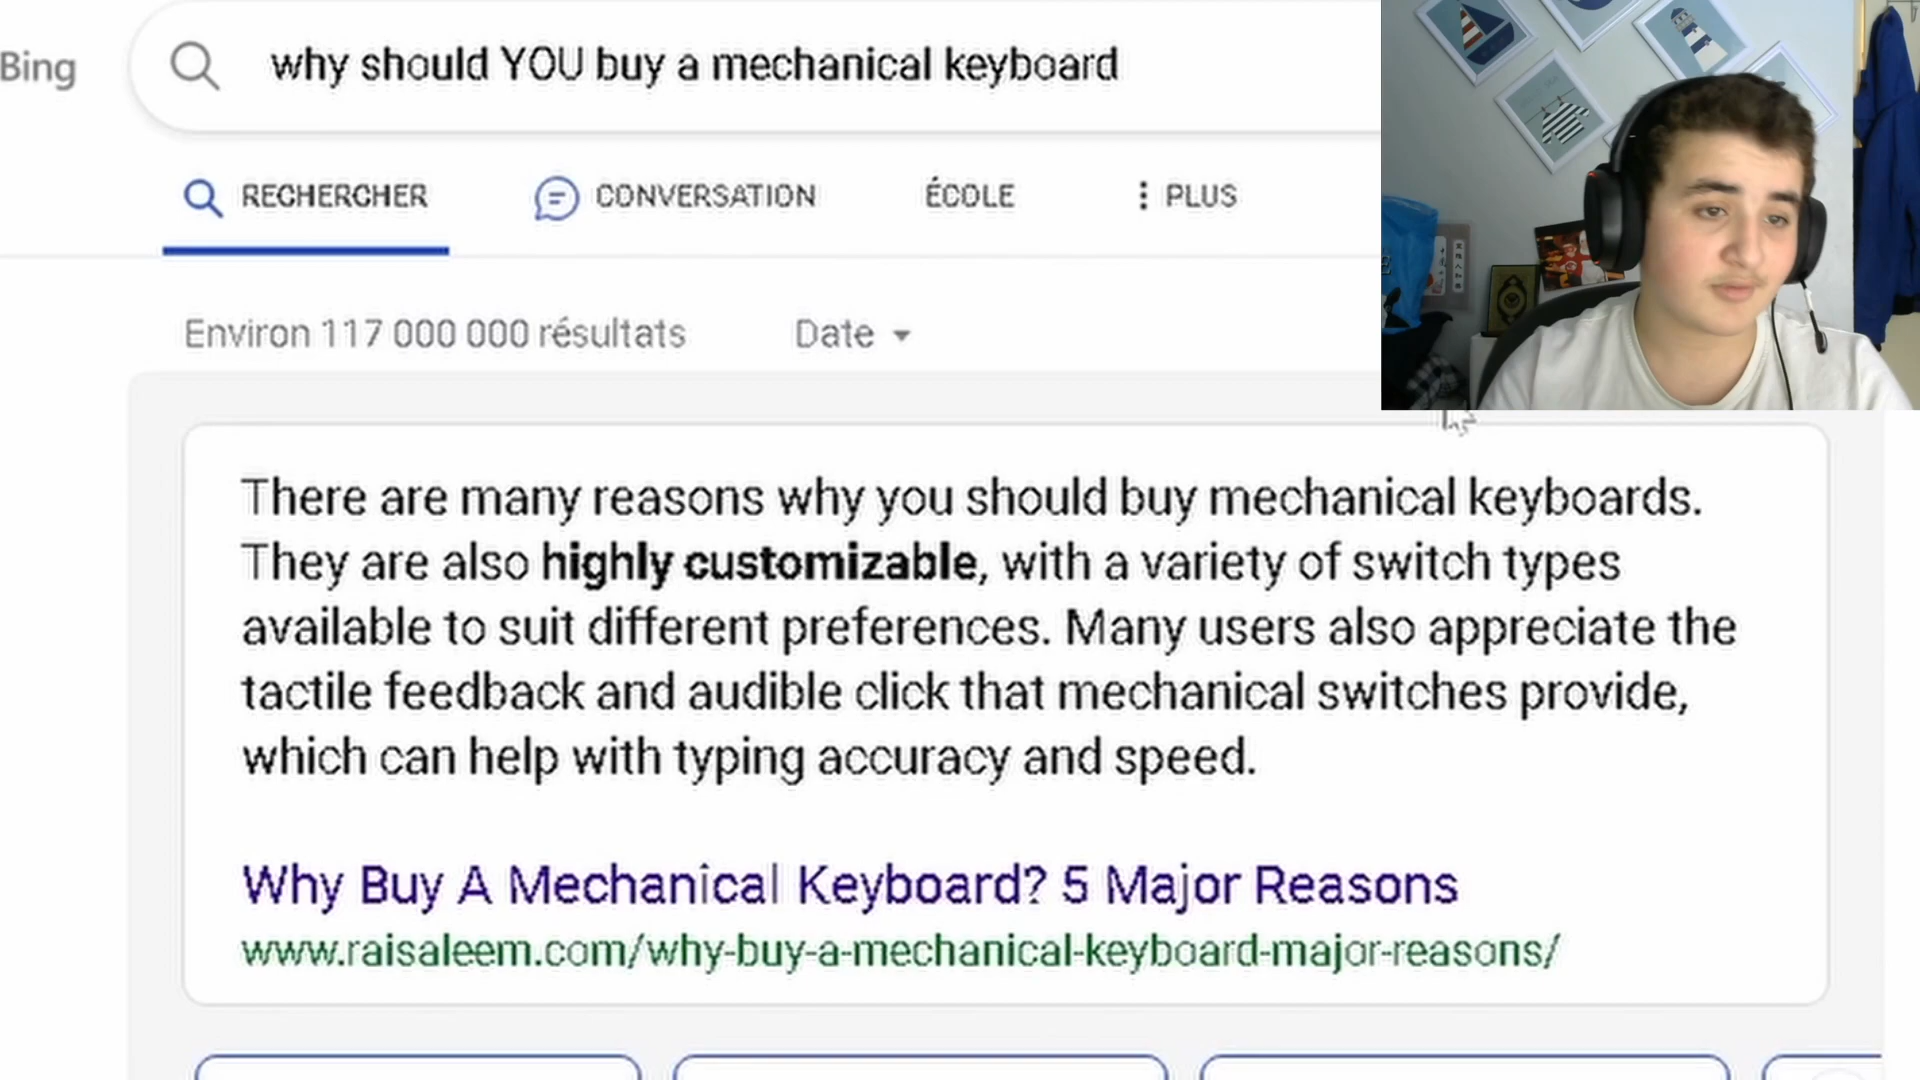 Bing
why should YOU buy a mechanical keyboard
RECHERCHER CONVERSATION ÉCOLE PLUS
Environ 117 000 000 résultats Date
There are many reasons why you should buy mechanical keyboards.
They are also highly customizable, with a variety of switch types
available to suit different preferences. Many users also appreciate the
tactile feedback and audible click that mechanical switches provide,
which can help with typing accuracy and speed.
Why Buy A Mechanical Keyboard? 5 Major Reasons
www.raisaleem.com/why-buy-a-mechanical-keyboard-major-reasons/